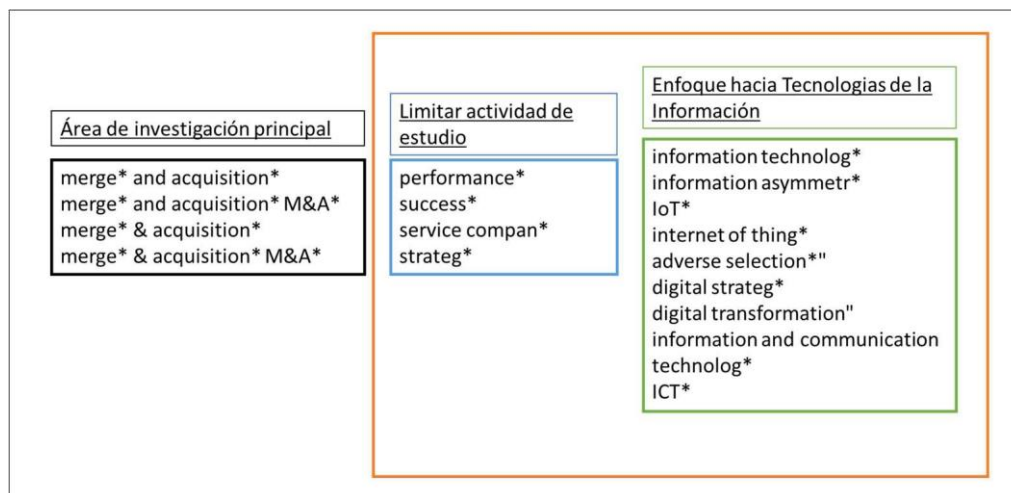 Área de investigación principal
merge* and acquisition*
merge* and acquisition* M&A*
merge* & acquisition*
merge* & acquisition* M&A*
Limitar actividad de
estudio
performance*
success*
service compan*
strateg*
Enfoque hacia Tecnologias de la
Información
information technolog*
information asymmetr*
IoT*
internet of thing*
adverse selection*"
digital strateg*
digital transformation"
information and communication
technolog*
ICT*